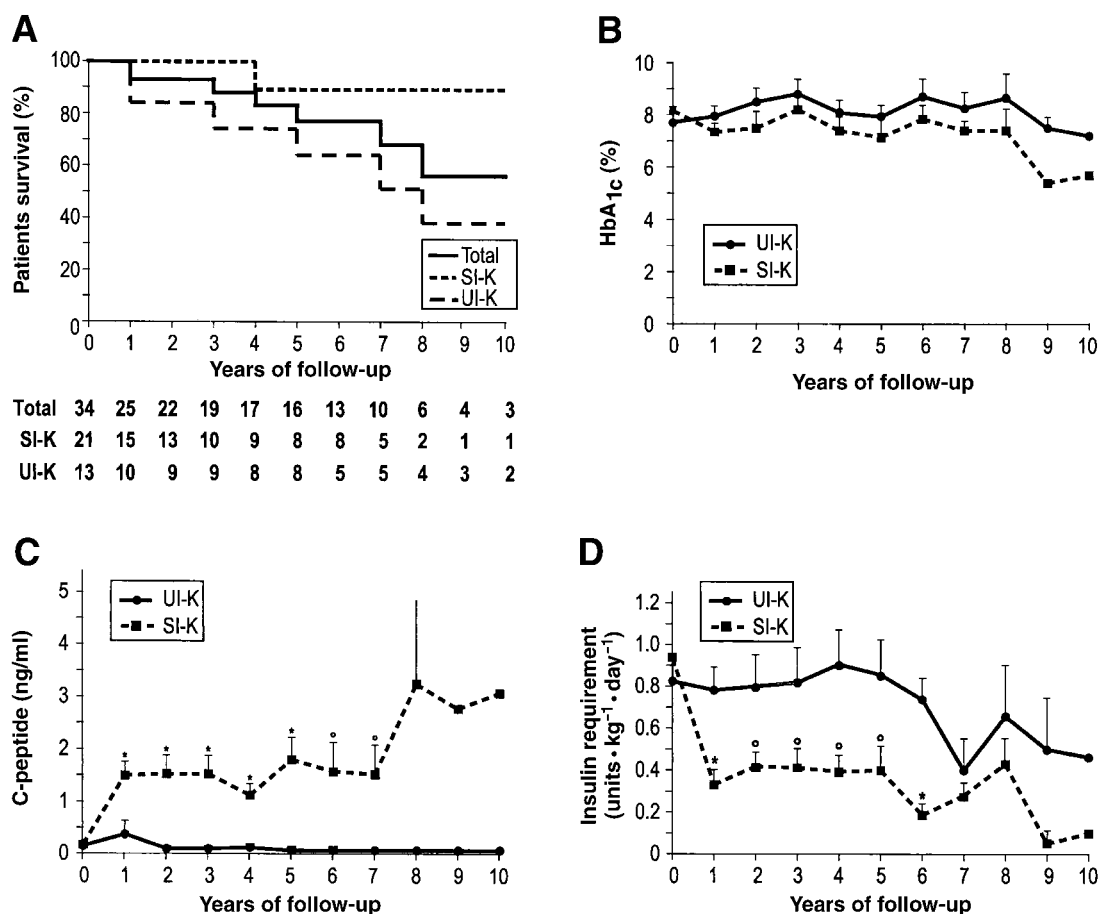 A
Patients survival (%)
100
80
60
40
20
0
Total
SI-K
UI-K
0 1 2 3 4 5 6 7 8 9 10
Years of follow-up
Total 34 25 22 19 17 16 13 10 6 4 3
SI-K 21 15 13 10 9 8 8 5 2 1 1
UI-K 13 10 9 9 8 8 5 5 4 3 2
B
HbA1c (%)
10
8
6
4
2
0
UI-K
SI-K
0 1 2 3 4 5 6 7 8 9 10
Years of follow-up
C
C-peptide (ng/ml)
5
4
3
2
1
0
UI-K
SI-K
* * * * * ° °
0 1 2 3 4 5 6 7 8 9 10
Years of follow-up
D
Insulin requirement
(units · kg⁻¹ · day⁻¹)
1.2
1.0
0.8
0.6
0.4
0.2
0
UI-K
SI-K
* ° ° ° ° *
0 1 2 3 4 5 6 7 8 9 10
Years of follow-up